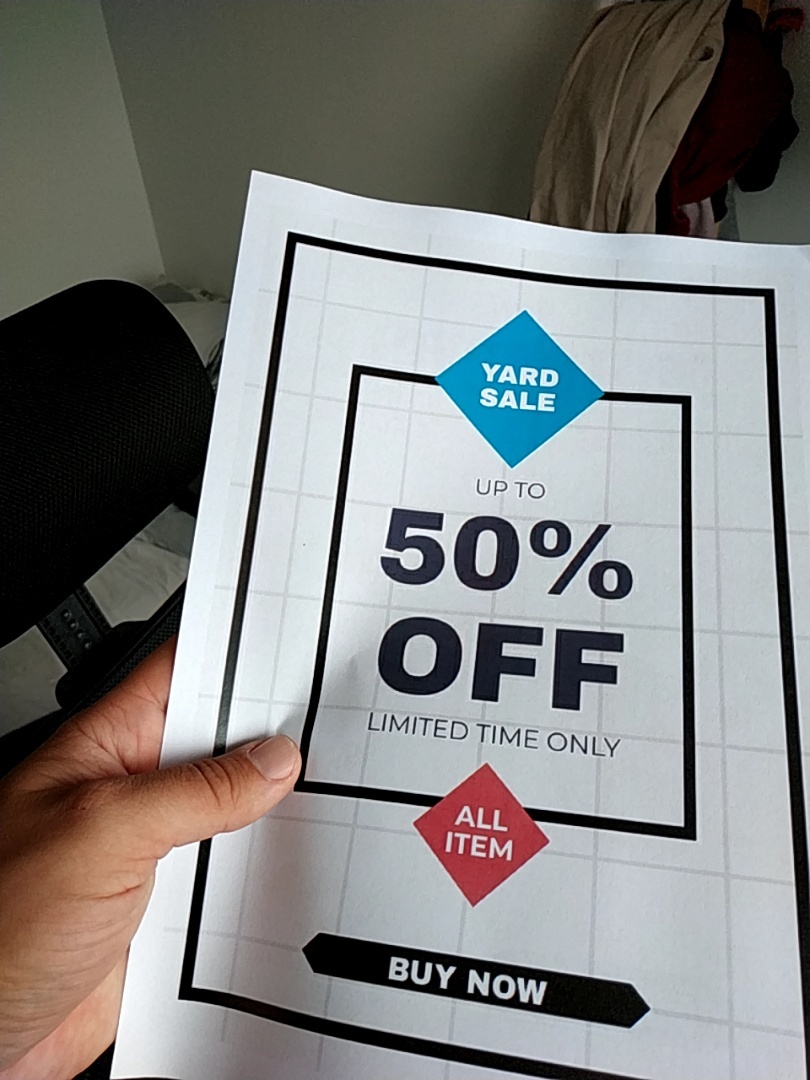 YARD
SALE
UP TO
50%
OFF
LIMITED TIME ONLY
ALL
ITEM
BUY NOW